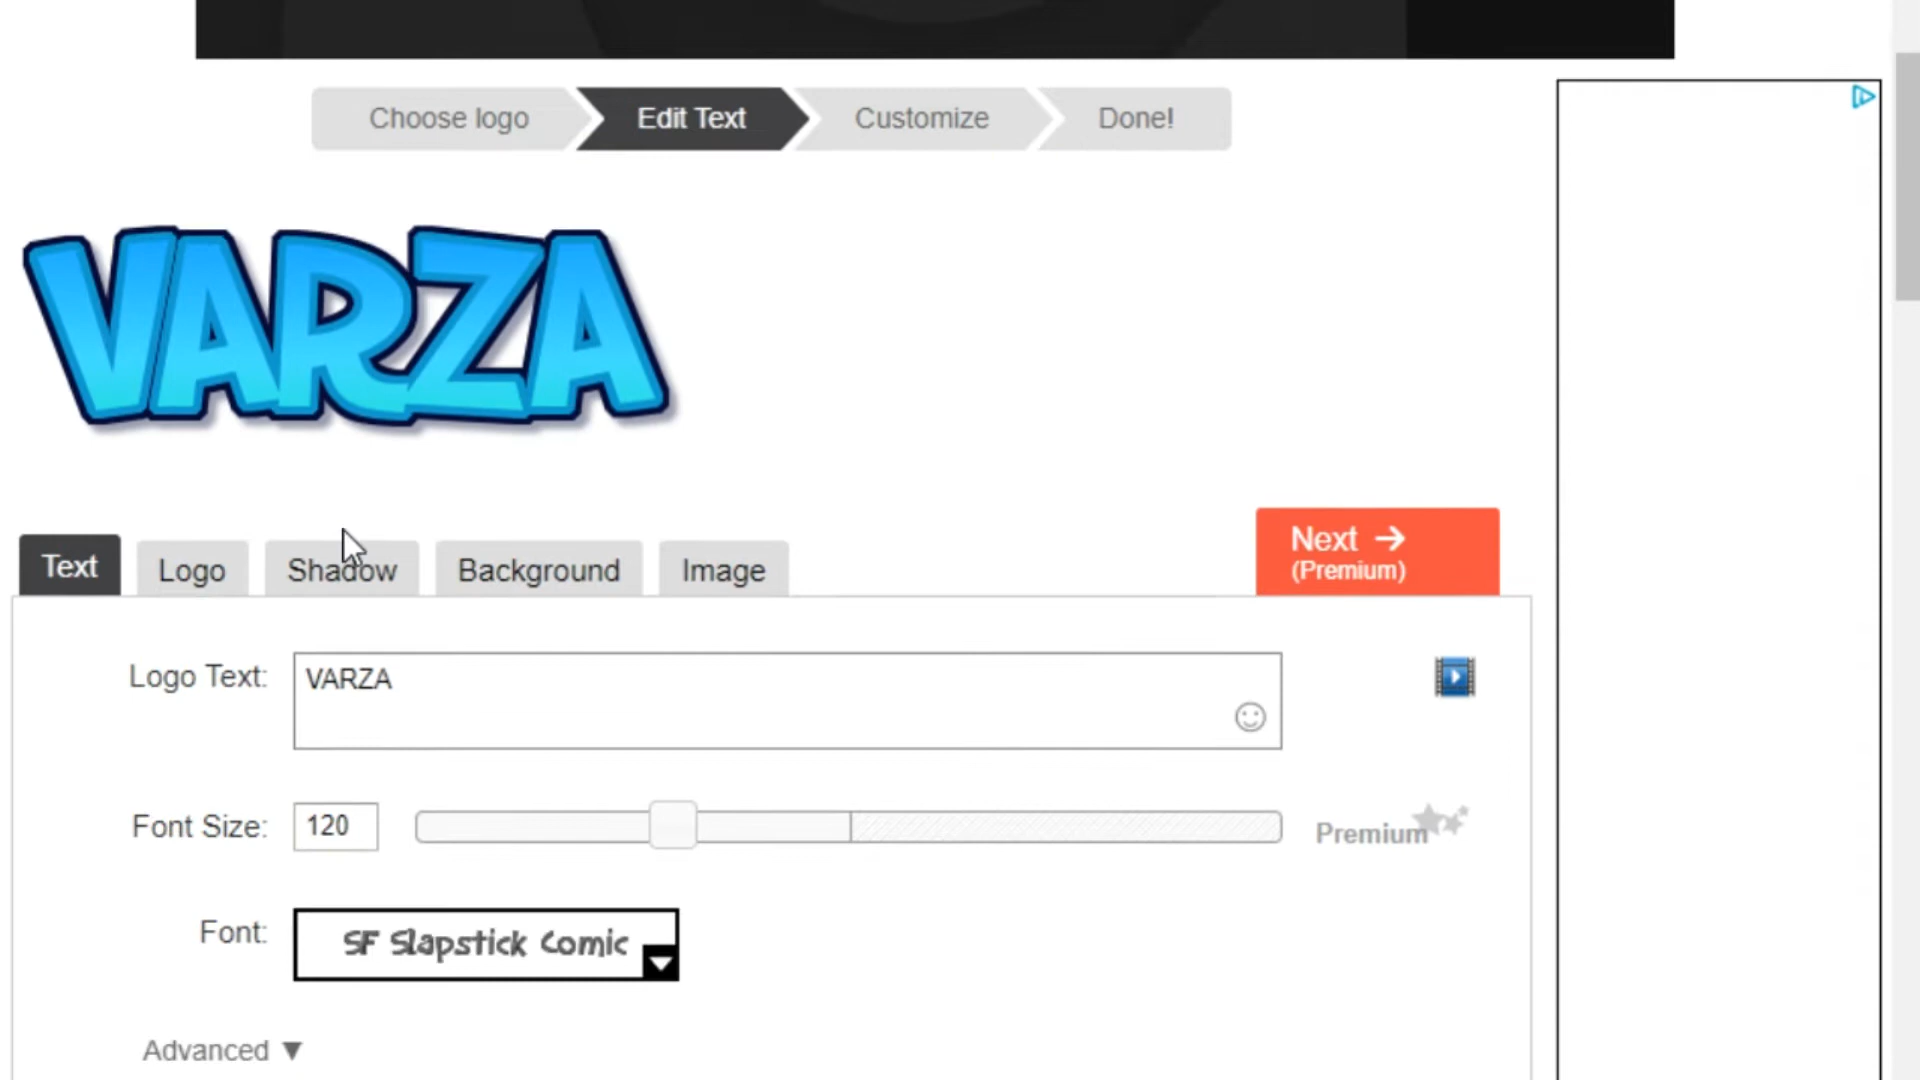 Choose logo
Edit Text
Customize
Done!
VARZA
Text
Logo
Shadow
Background
Image
Next →
(Premium)
Logo Text:
VARZA
Font Size:
120
Premium
Font:
SF Slapstick Comic
Advanced ▼